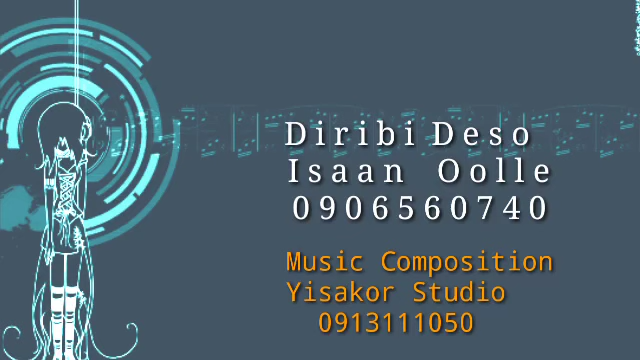 Diribi Deso
Isaan Oolle
0906560740
Music Composition
Yisakor Studio
0913111050